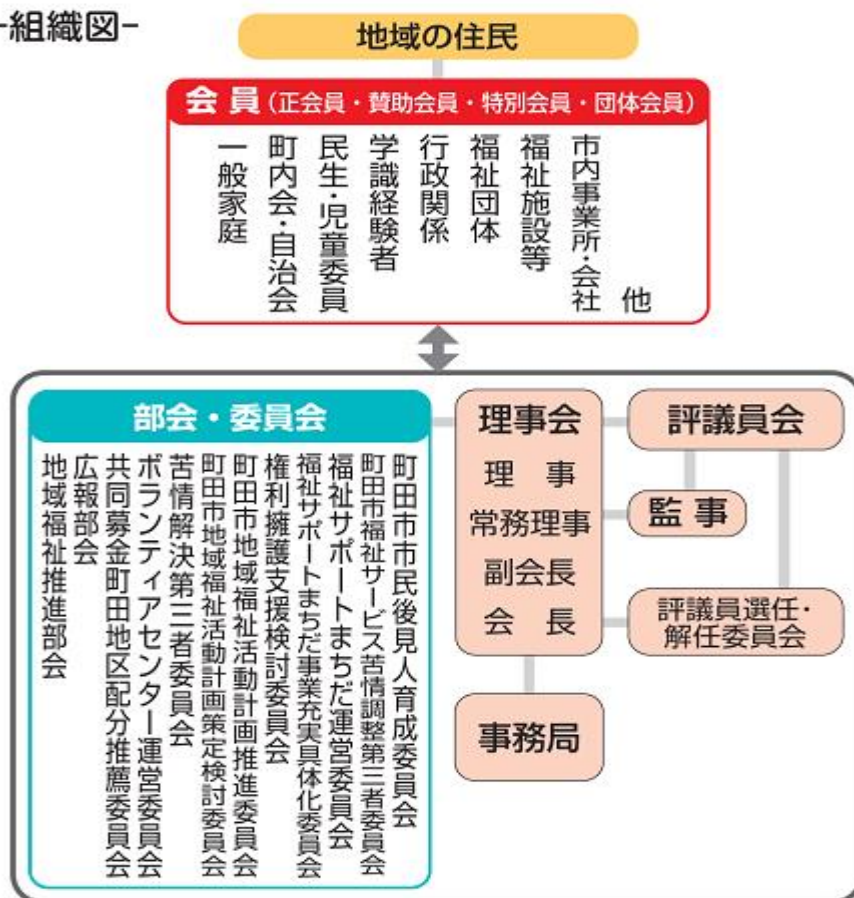 -組織図-
地域の住民
会員(正会員・賛助会員・特別会員・団体会員)
一般家庭
町内会・自治会
民生・児童委員
学識経験者
行政関係
福祉団体
福祉施設等
市内事業所・会社
他
部会・委員会
町田市市民後見人育成委員会
町田市福祉サービス苦情調整第三者委員会
福祉サポートまちだ運営委員会
福祉サポートまちだ事業充実具体化委員会
権利擁護支援検討委員会
町田市地域福祉活動計画推進委員会
町田市地域福祉活動計画策定検討委員会
苦情解決第三者委員会
ボランティアセンター運営委員会
共同募金町田地区配分推薦委員会
広報部会
地域福祉推進部会
理事会
理 事
常務理事
副会長
会 長
評議員会
監 事
評議員選任・
解任委員会
事務局